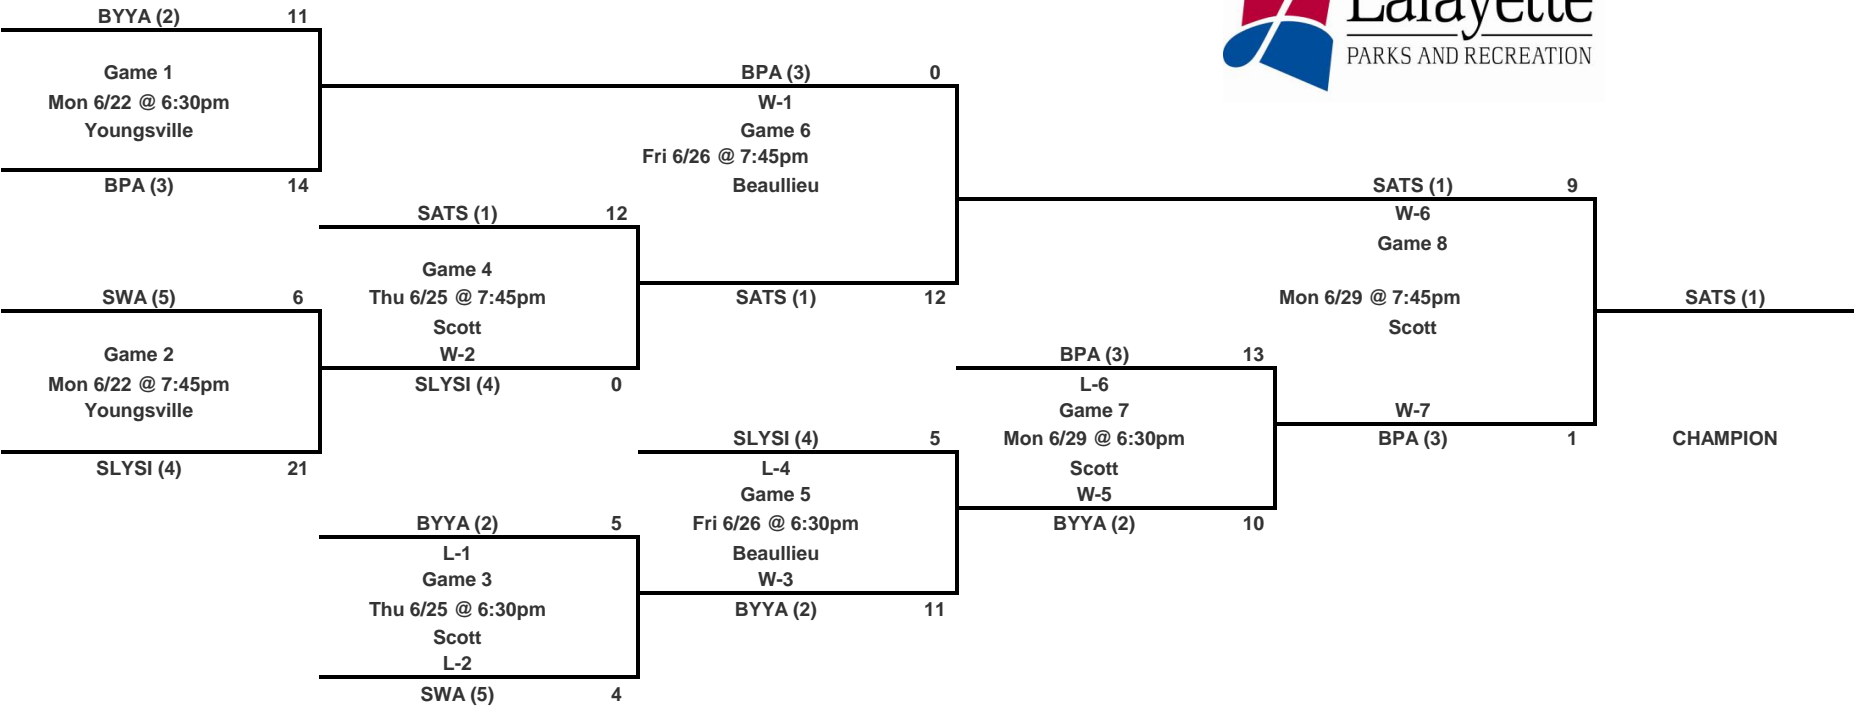 Lafayette
PARKS AND RECREATION
BYYA (2) 11
Game 1
Mon 6/22 @ 6:30pm
Youngsville
BPA (3) 14
SWA (5) 6
Game 2
Mon 6/22 @ 7:45pm
Youngsville
SLYSI (4) 21
SATS (1) 12
Game 4
Thu 6/25 @ 7:45pm
Scott
W-2
SLYSI (4) 0
BYYA (2) 5
L-1
Game 3
Thu 6/25 @ 6:30pm
Scott
L-2
SWA (5) 4
BPA (3) 0
W-1
Game 6
Fri 6/26 @ 7:45pm
Beaullieu
SATS (1) 12
SLYSI (4) 5
L-4
Game 5
Fri 6/26 @ 6:30pm
Beaullieu
W-3
BYYA (2) 11
BPA (3) 13
L-6
Game 7
Mon 6/29 @ 6:30pm
Scott
W-5
BYYA (2) 10
SATS (1) 9
W-6
Game 8
Mon 6/29 @ 7:45pm
Scott
W-7
BPA (3) 1
SATS (1)
CHAMPION